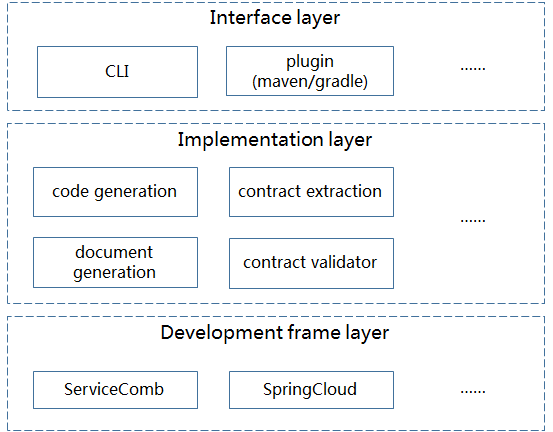 Interface layer
CLI
plugin
(maven/gradle)
......
Implementation layer
code generation
contract extraction
......
document
generation
contract validator
Development frame layer
ServiceComb
SpringCloud
......